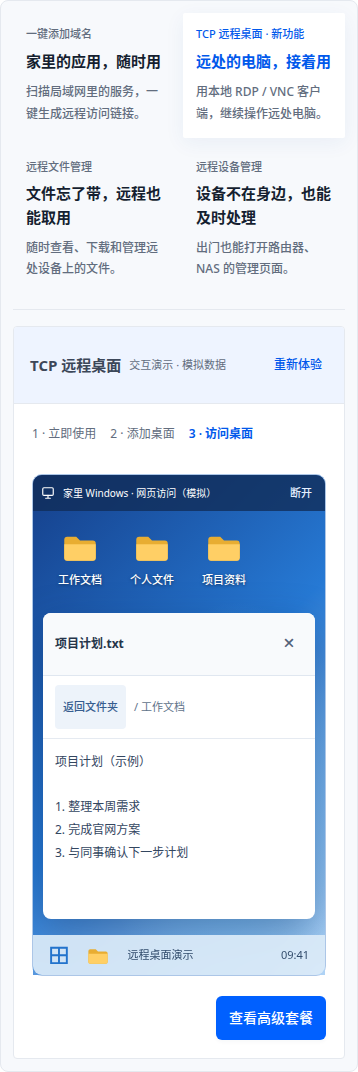 一键添加域名
家里的应用，随时用
扫描局域网里的服务，一
键生成远程访问链接。
TCP 远程桌面 · 新功能
远处的电脑，接着用
用本地 RDP / VNC 客户
端，继续操作远处电脑。
远程文件管理
文件忘了带，远程也
能取用
随时查看、下载和管理远
处设备上的文件。
远程设备管理
设备不在身边，也能
及时处理
出门也能打开路由器、
NAS 的管理页面。
TCP 远程桌面 交互演示 · 模拟数据 重新体验
1 · 立即使用 2 · 添加桌面 3 · 访问桌面
家里 Windows · 网页访问（模拟） 断开
工作文档 个人文件 项目资料
项目计划.txt ×
返回文件夹 / 工作文档
项目计划（示例）
1. 整理本周需求
2. 完成官网方案
3. 与同事确认下一步计划
远程桌面演示 09:41
查看高级套餐